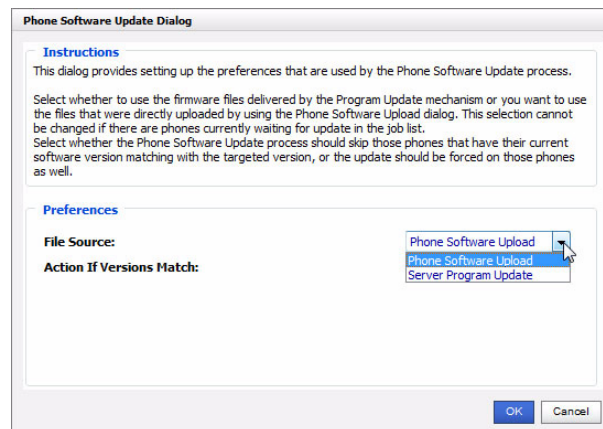 Phone Software Update Dialog
Instructions
This dialog provides setting up the preferences that are used by the Phone Software Update process.
Select whether to use the firmware files delivered by the Program Update mechanism or you want to use
the files that were directly uploaded by using the Phone Software Upload dialog. This selection cannot
be changed if there are phones currently waiting for update in the job list.
Select whether the Phone Software Update process should skip those phones that have their current
software version matching with the targeted version, or the update should be forced on those phones
as well.
Preferences
File Source:
Phone Software Upload
Phone Software Upload
Action If Versions Match:
Server Program Update
OK
Cancel